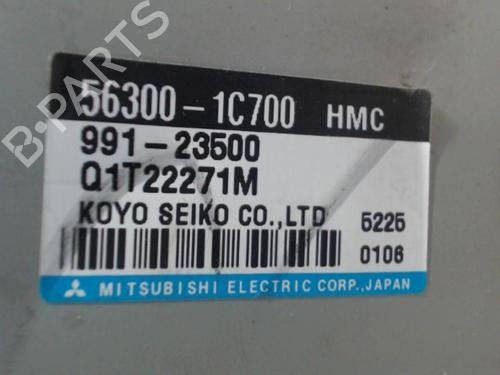 B-PARTS
56300-1C700 HMC
991-23500
Q1T22271M
KOYO SEIKO CO.,LTD 5225
0106
MITSUBISHI ELECTRIC CORP.,JAPAN